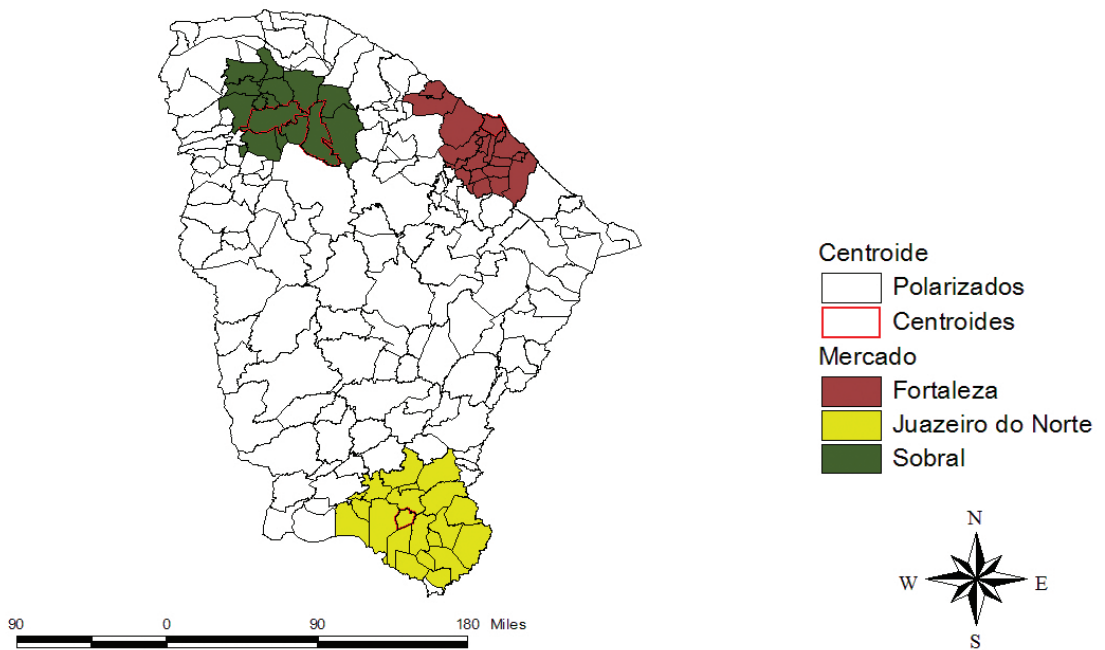 Centroide
Polarizados
Centroides
Mercado
Fortaleza
Juazeiro do Norte
Sobral
N
W E
S
90 0 90 180 Miles